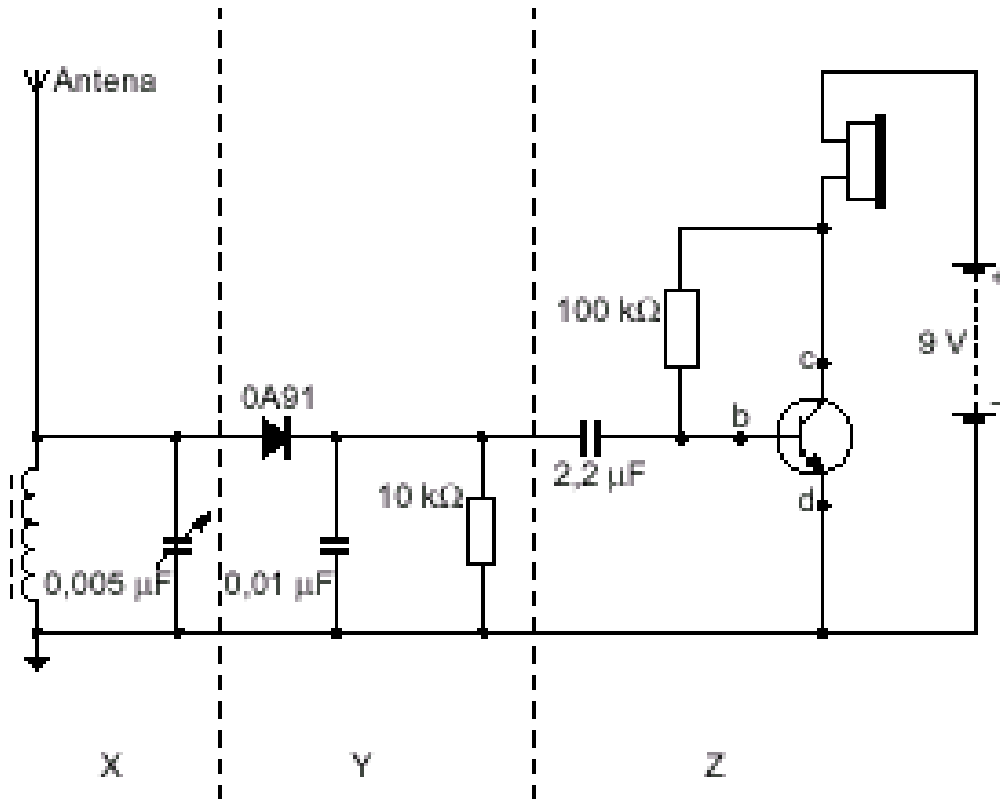 Antena
100 kΩ
+
9 V
-
c
0A91
b
2,2 µF
10 kΩ
d
0,005 µF
0,01 µF
X
Y
Z